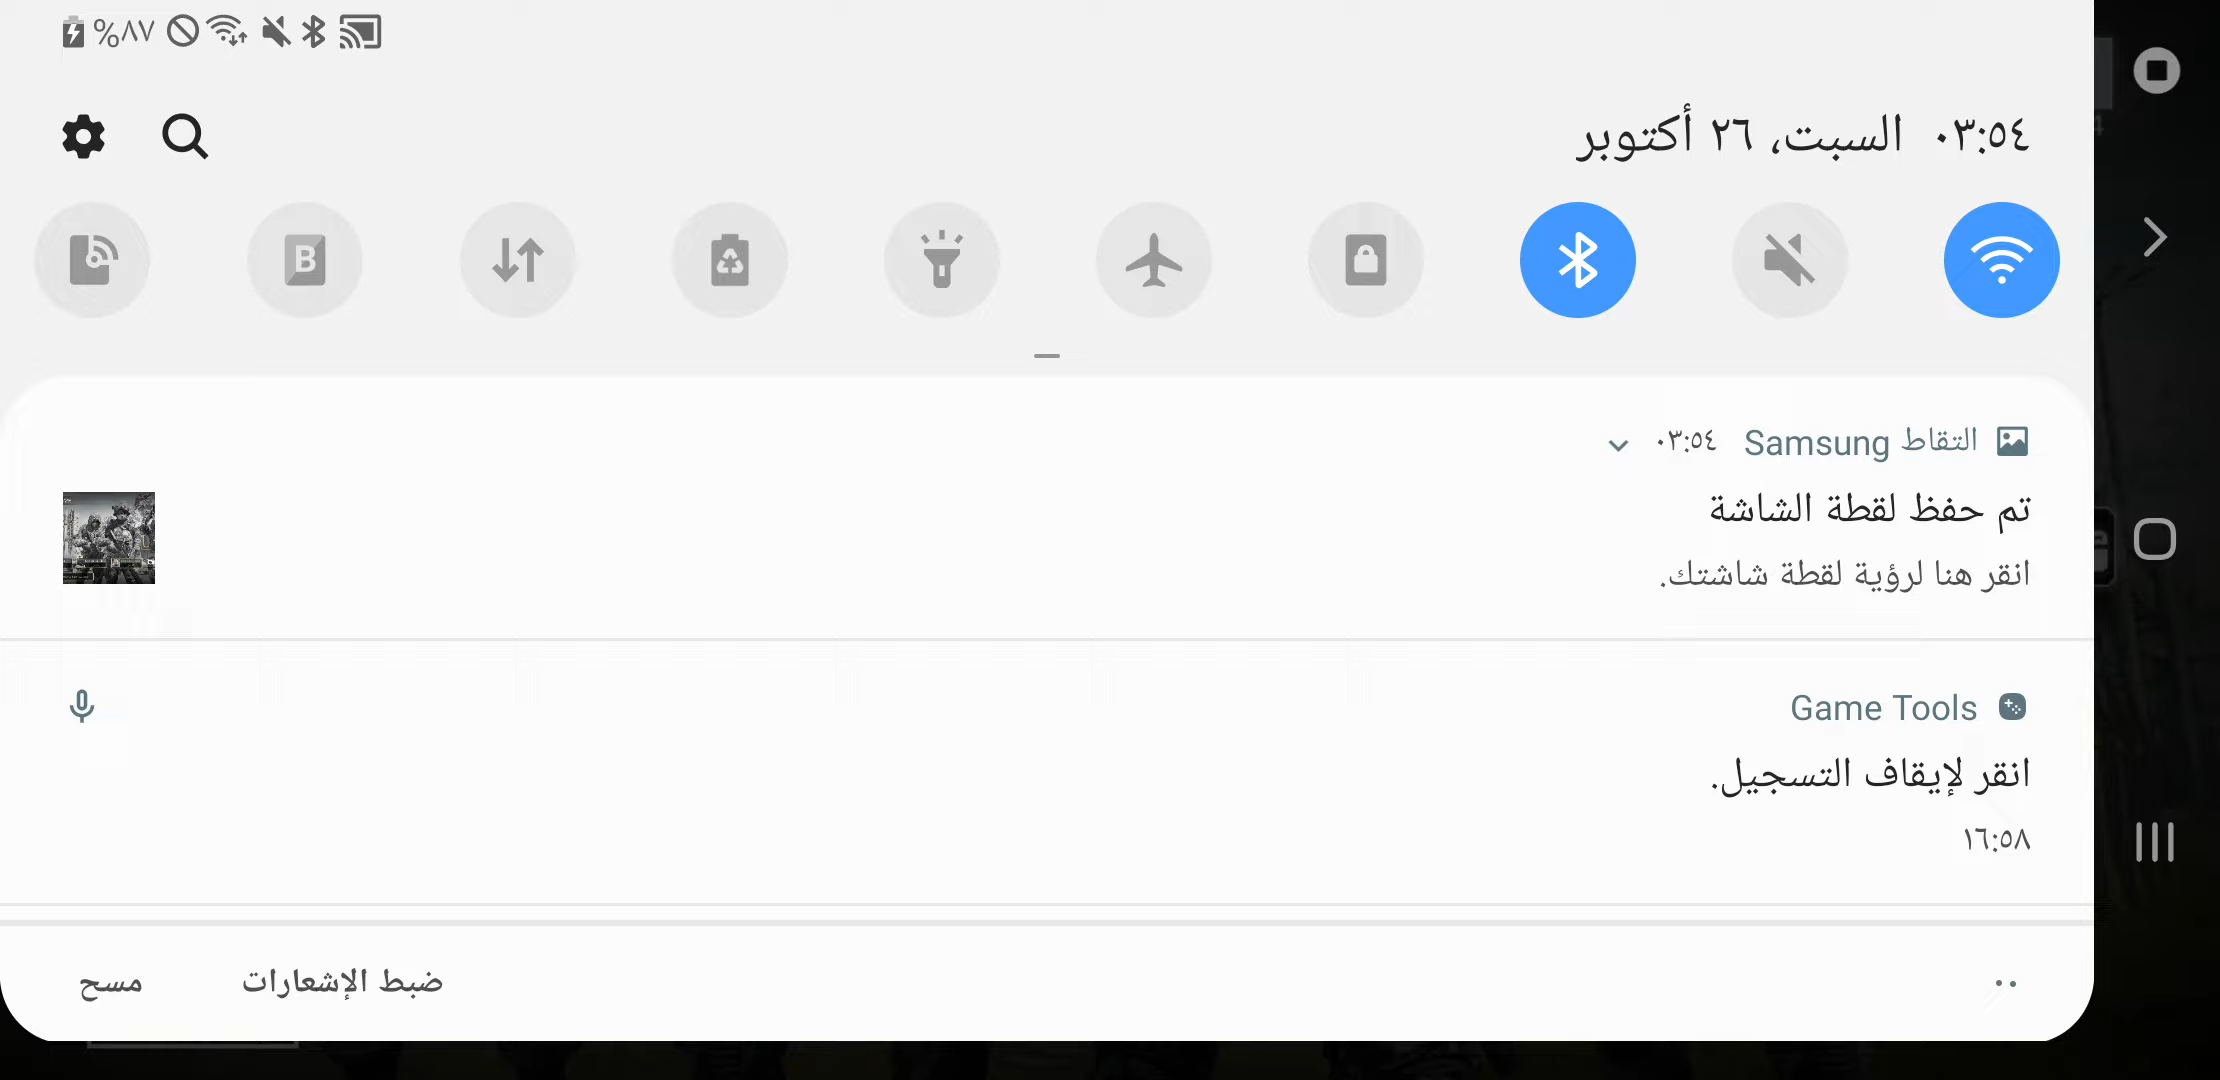 %٨٧
٠٣:٥٤ السبت، ٢٦ أكتوبر
B
التقاط Samsung ٠٣:٥٤
تم حفظ لقطة الشاشة
انقر هنا لرؤية لقطة شاشتك.
Game Tools
انقر لإيقاف التسجيل.
١٦:٥٨
ضبط الإشعارات
مسح